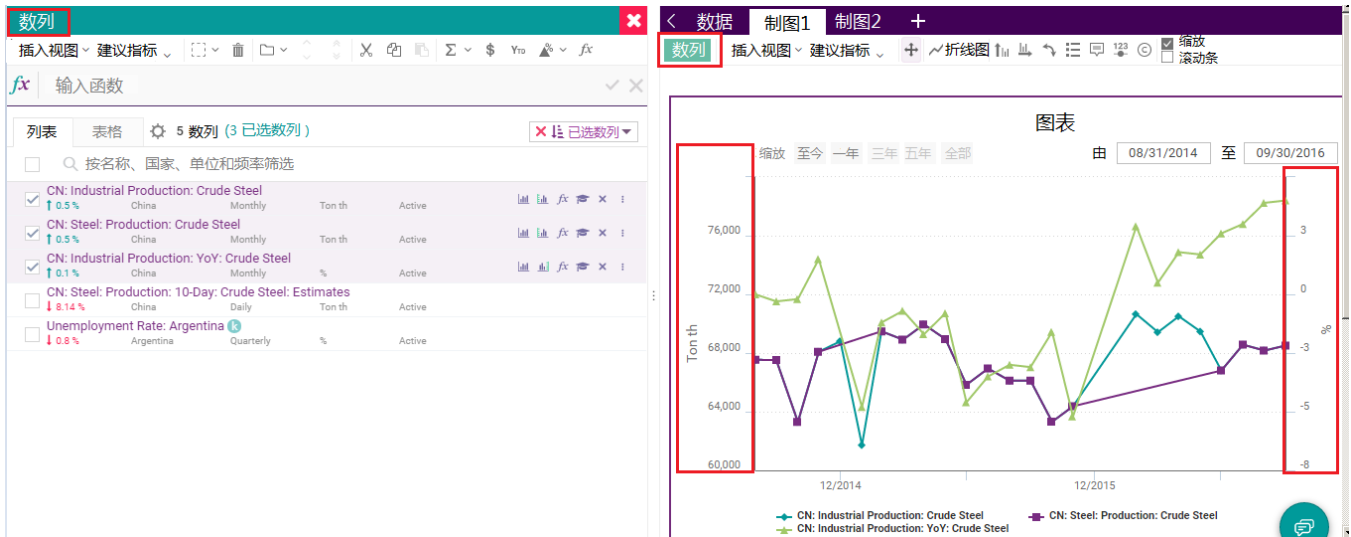 数列
插入视图 建议指标 Σ $ YTD % fx
fx 输入函数
列表 表格 5 数列 (3 已选数列 ) 已选数列
按名称、国家、单位和频率筛选
CN: Industrial Production: Crude Steel
0.5 % China Monthly Ton th Active fx
CN: Steel: Production: Crude Steel
0.5 % China Monthly Ton th Active fx
CN: Industrial Production: YoY: Crude Steel
0.1 % China Monthly % Active fx
CN: Steel: Production: 10-Day: Crude Steel: Estimates
8.14 % China Daily Ton th Active
Unemployment Rate: Argentina k
0.8 % Argentina Quarterly % Active
数据 制图1 制图2 +
数列 插入视图 建议指标 折线图 123 © 缩放
滚动条
图表
缩放 至今 一年 三年 五年 全部 由 08/31/2014 至 09/30/2016
76,000 3
72,000 0
Ton th %
68,000 -3
64,000 -5
60,000 -8
12/2014 12/2015
CN: Industrial Production: Crude Steel CN: Steel: Production: Crude Steel
CN: Industrial Production: YoY: Crude Steel